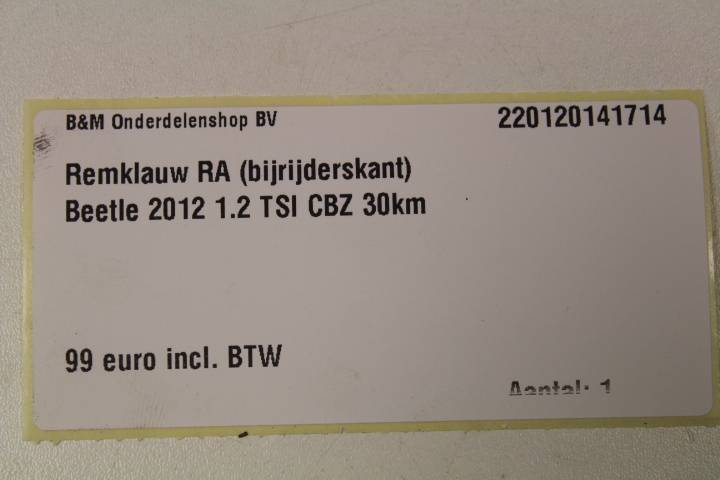 B&M Onderdelenshop BV 220120141714
Remklauw RA (bijrijderskant)
Beetle 2012 1.2 TSI CBZ 30km
99 euro incl. BTW
Aantal: 1